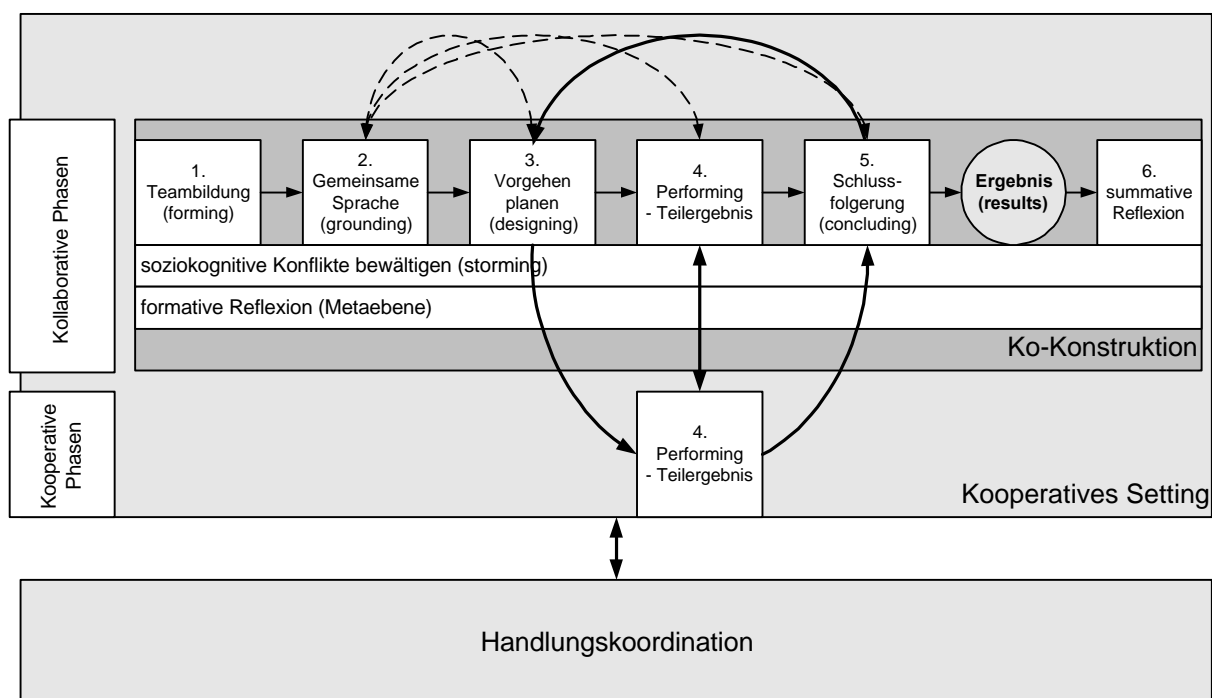 Kollaborative Phasen
1.
Teambildung
(forming)
2.
Gemeinsame
Sprache
(grounding)
3.
Vorgehen
planen
(designing)
4.
Performing
- Teilergebnis
5.
Schluss-
folgerung
(concluding)
Ergebnis
(results)
6.
summative
Reflexion
soziokognitive Konflikte bewältigen (storming)
formative Reflexion (Metaebene)
Ko-Konstruktion
Kooperative
Phasen
4.
Performing
- Teilergebnis
Kooperatives Setting
Handlungskoordination